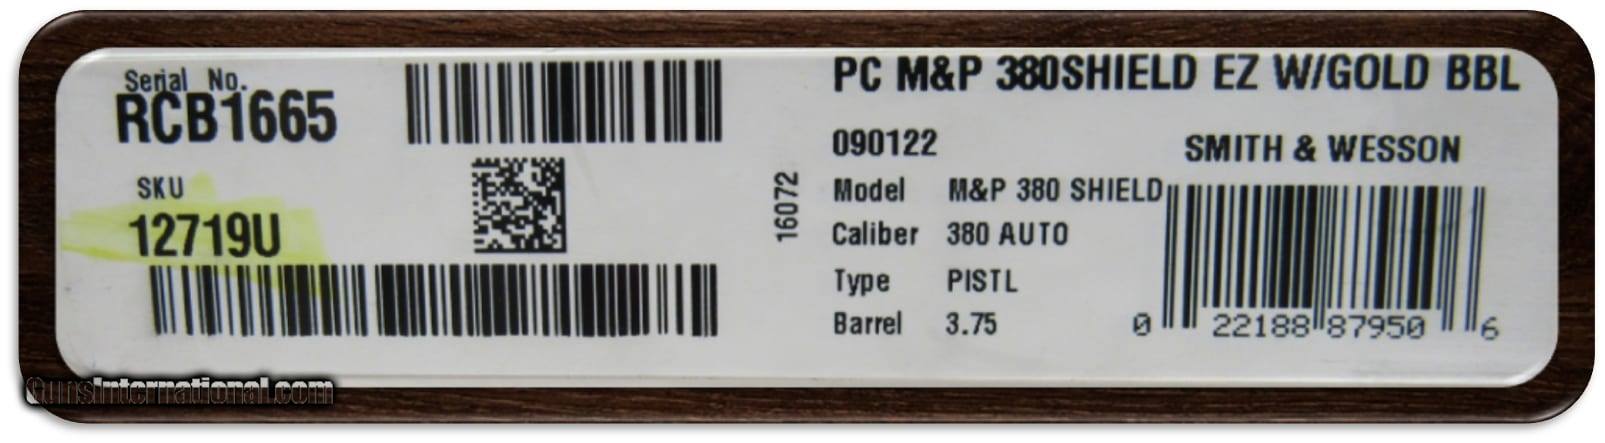 Serial No.
RCB1665
SKU
12719U
16072
PC M&P 380SHIELD EZ W/GOLD BBL
090122
SMITH & WESSON
Model M&P 380 SHIELD
Caliber 380 AUTO
Type PISTL
Barrel 3.75
0 22188 87950 6
GunsInternational.com